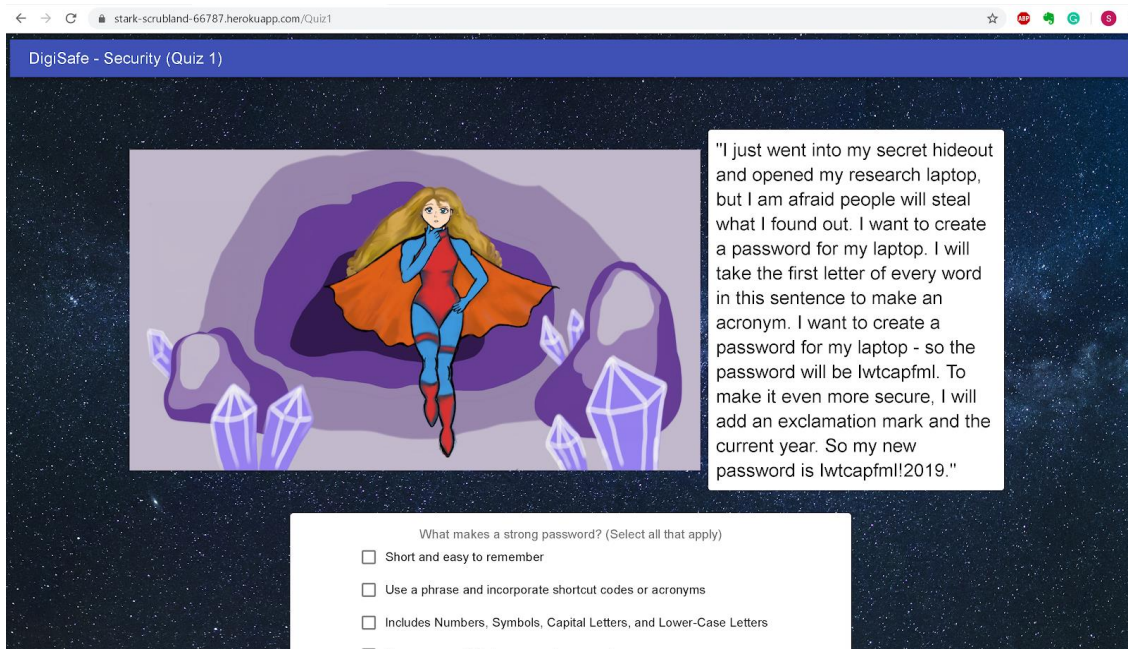 stark-scrubland-66787.herokuapp.com/Quiz1
ABP
G
S
DigiSafe - Security (Quiz 1)
"I just went into my secret hideout
and opened my research laptop,
but I am afraid people will steal
what I found out. I want to create
a password for my laptop. I will
take the first letter of every word
in this sentence to make an
acronym. I want to create a
password for my laptop - so the
password will be Iwtcapfml. To
make it even more secure, I will
add an exclamation mark and the
current year. So my new
password is Iwtcapfml!2019."
What makes a strong password? (Select all that apply)
Short and easy to remember
Use a phrase and incorporate shortcut codes or acronyms
Includes Numbers, Symbols, Capital Letters, and Lower-Case Letters